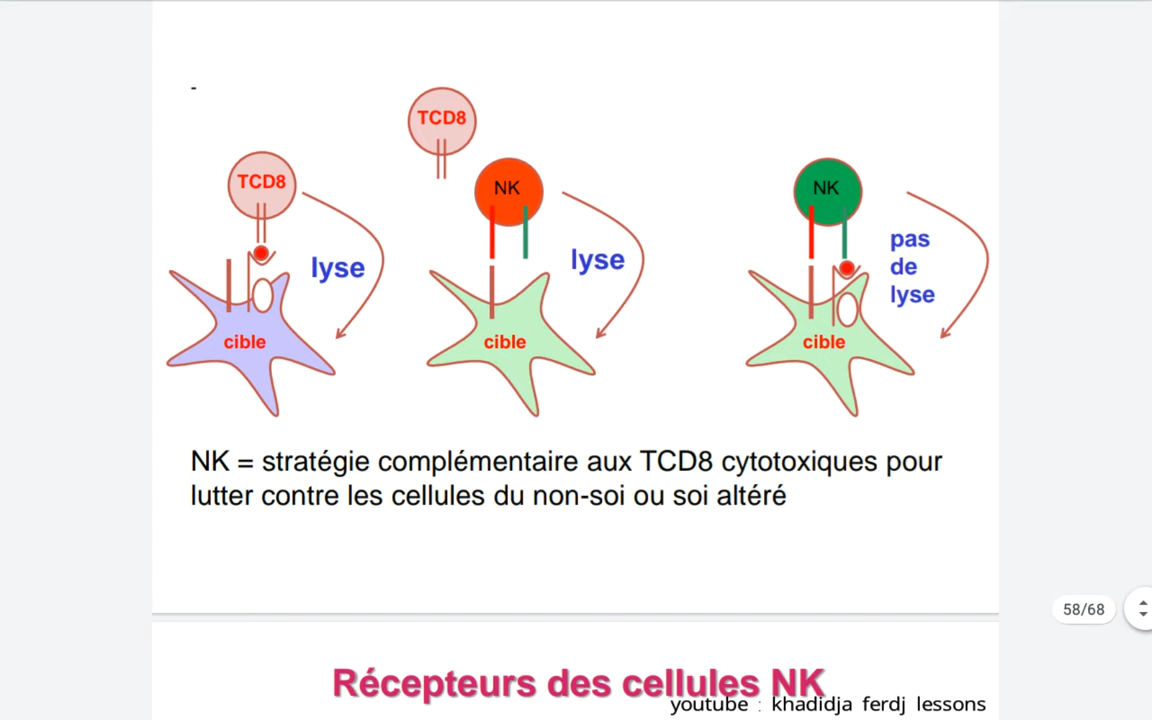 -
TCD8
TCD8
NK
NK
lyse
lyse
pas
de
lyse
cible
cible
cible
NK = stratégie complémentaire aux TCD8 cytotoxiques pour
lutter contre les cellules du non-soi ou soi altéré
58/68
Récepteurs des cellules NK
youtube : khadidja ferdj lessons